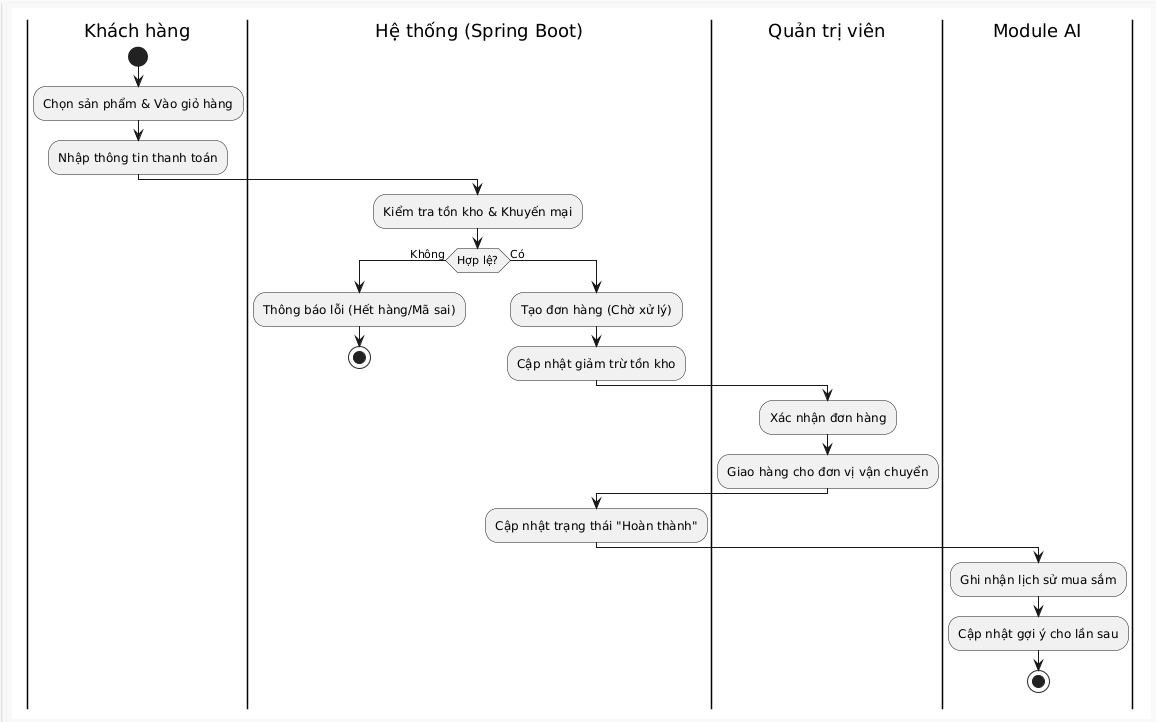 Khách hàng
Hệ thống (Spring Boot)
Quản trị viên
Module AI
Chọn sản phẩm & Vào giỏ hàng
Nhập thông tin thanh toán
Kiểm tra tồn kho & Khuyến mại
Không
Hợp lệ?
Có
Thông báo lỗi (Hết hàng/Mã sai)
Tạo đơn hàng (Chờ xử lý)
Cập nhật giảm trừ tồn kho
Xác nhận đơn hàng
Giao hàng cho đơn vị vận chuyển
Cập nhật trạng thái "Hoàn thành"
Ghi nhận lịch sử mua sắm
Cập nhật gợi ý cho lần sau